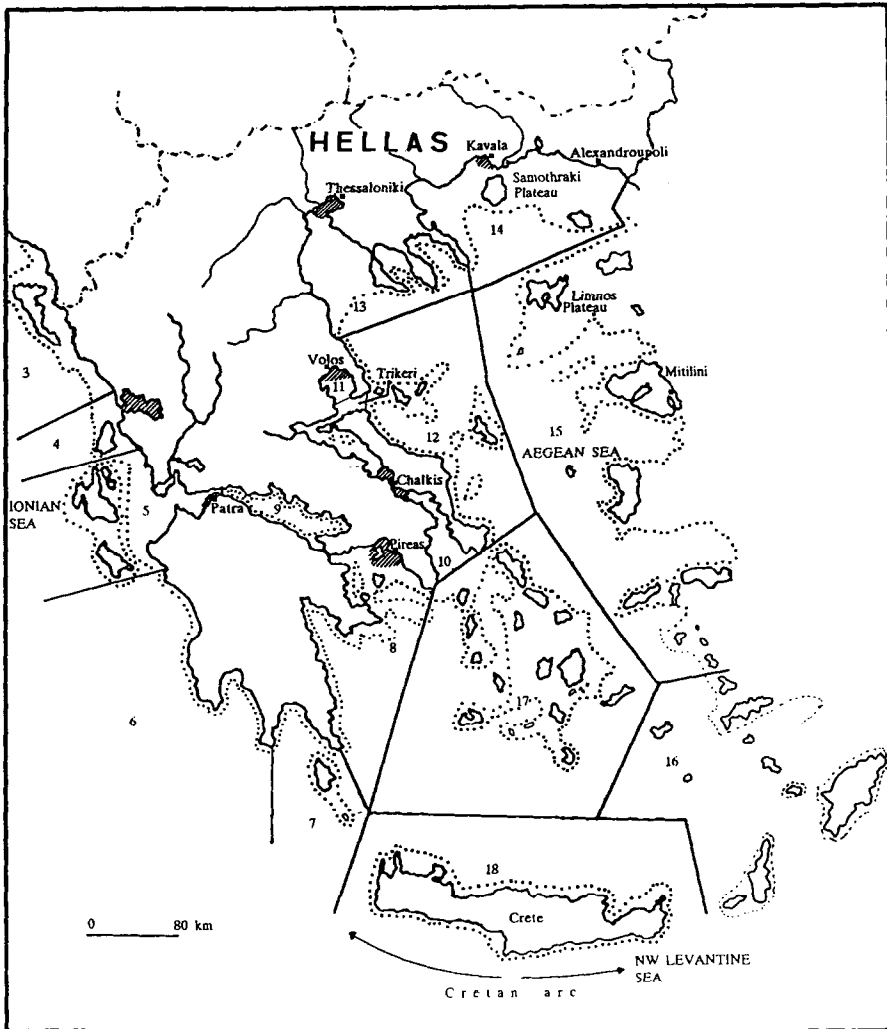 HELLAS
Kavala
Alexandroupoli
Thessaloniki
Samothraki
Plateau
14
13
Limnos
Plateau
3
Volos
11
Trikeri
Mitilini
4
12
15
AEGEAN SEA
Chalkis
IONIAN
SEA
5
Patra
9
Pireas
10
8
17
6
16
7
18
Crete
0 80 km
NW LEVANTINE
SEA
Cretan arc